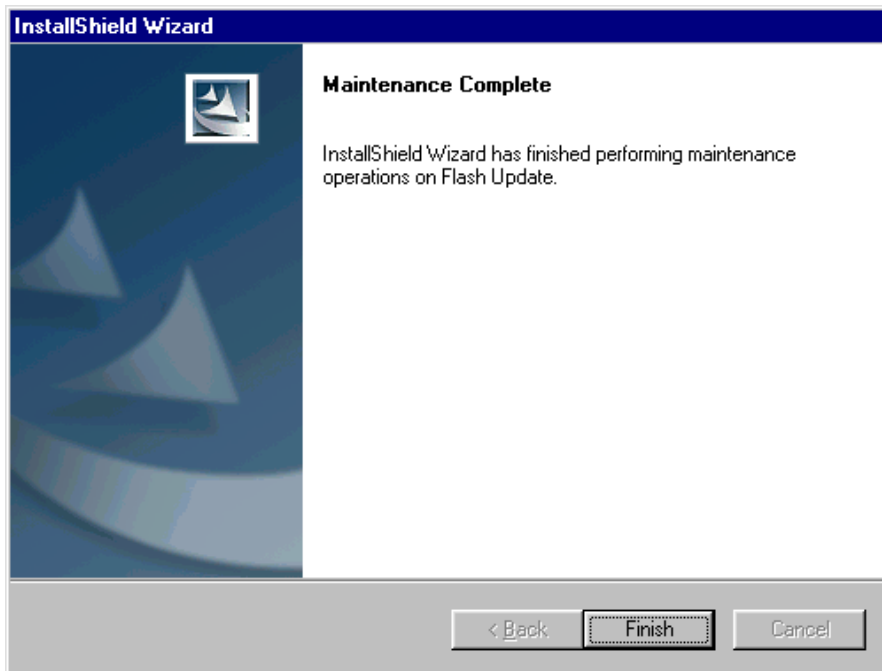 InstallShield Wizard
Maintenance Complete
InstallShield Wizard has finished performing maintenance
operations on Flash Update.
< Back
Finish
Cancel